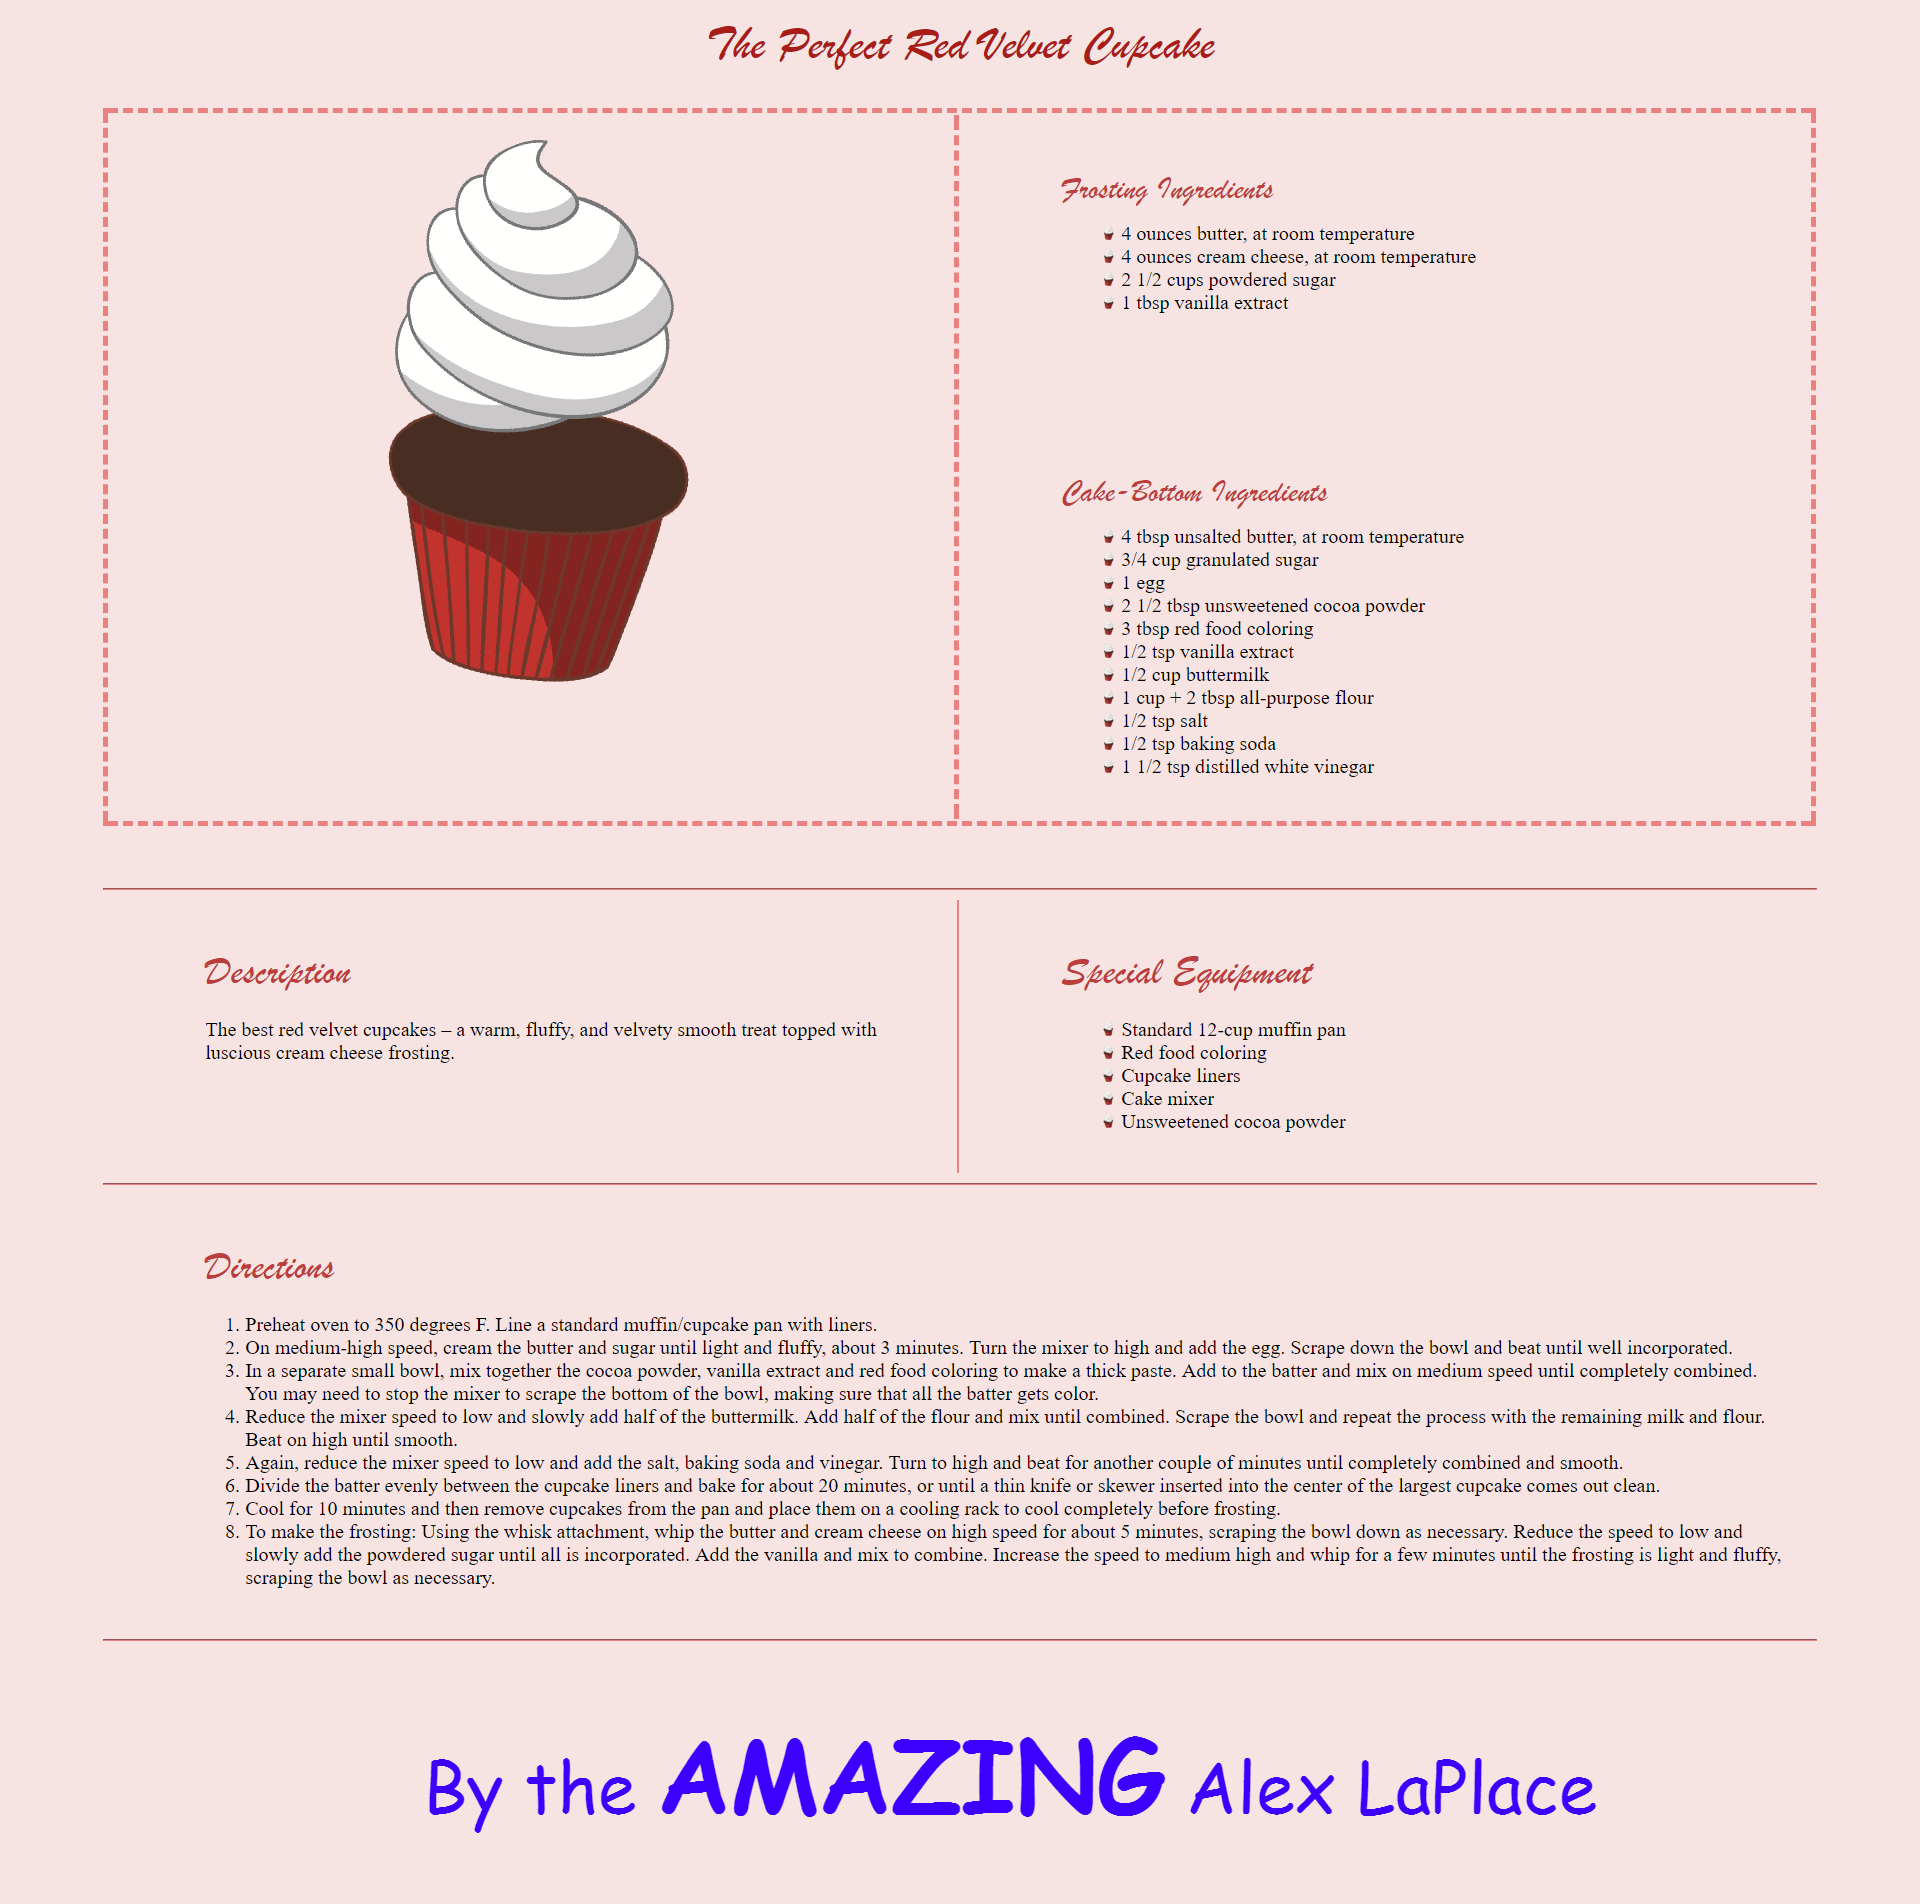 The Perfect Red Velvet Cupcake
Frosting Ingredients
4 ounces butter, at room temperature
4 ounces cream cheese, at room temperature
2 1/2 cups powdered sugar
1 tbsp vanilla extract
Cake-Bottom Ingredients
4 tbsp unsalted butter, at room temperature
3/4 cup granulated sugar
1 egg
2 1/2 tbsp unsweetened cocoa powder
3 tbsp red food coloring
1/2 tsp vanilla extract
1/2 cup buttermilk
1 cup + 2 tbsp all-purpose flour
1/2 tsp salt
1/2 tsp baking soda
1 1/2 tsp distilled white vinegar
Description
The best red velvet cupcakes – a warm, fluffy, and velvety smooth treat topped with
luscious cream cheese frosting.
Special Equipment
Standard 12-cup muffin pan
Red food coloring
Cupcake liners
Cake mixer
Unsweetened cocoa powder
Directions
1. Preheat oven to 350 degrees F. Line a standard muffin/cupcake pan with liners.
2. On medium-high speed, cream the butter and sugar until light and fluffy, about 3 minutes. Turn the mixer to high and add the egg. Scrape down the bowl and beat until well incorporated.
3. In a separate small bowl, mix together the cocoa powder, vanilla extract and red food coloring to make a thick paste. Add to the batter and mix on medium speed until completely combined.
You may need to stop the mixer to scrape the bottom of the bowl, making sure that all the batter gets color.
4. Reduce the mixer speed to low and slowly add half of the buttermilk. Add half of the flour and mix until combined. Scrape the bowl and repeat the process with the remaining milk and flour.
Beat on high until smooth.
5. Again, reduce the mixer speed to low and add the salt, baking soda and vinegar. Turn to high and beat for another couple of minutes until completely combined and smooth.
6. Divide the batter evenly between the cupcake liners and bake for about 20 minutes, or until a thin knife or skewer inserted into the center of the largest cupcake comes out clean.
7. Cool for 10 minutes and then remove cupcakes from the pan and place them on a cooling rack to cool completely before frosting.
8. To make the frosting: Using the whisk attachment, whip the butter and cream cheese on high speed for about 5 minutes, scraping the bowl down as necessary. Reduce the speed to low and
slowly add the powdered sugar until all is incorporated. Add the vanilla and mix to combine. Increase the speed to medium high and whip for a few minutes until the frosting is light and fluffy,
scraping the bowl as necessary.
By the AMAZING Alex LaPlace